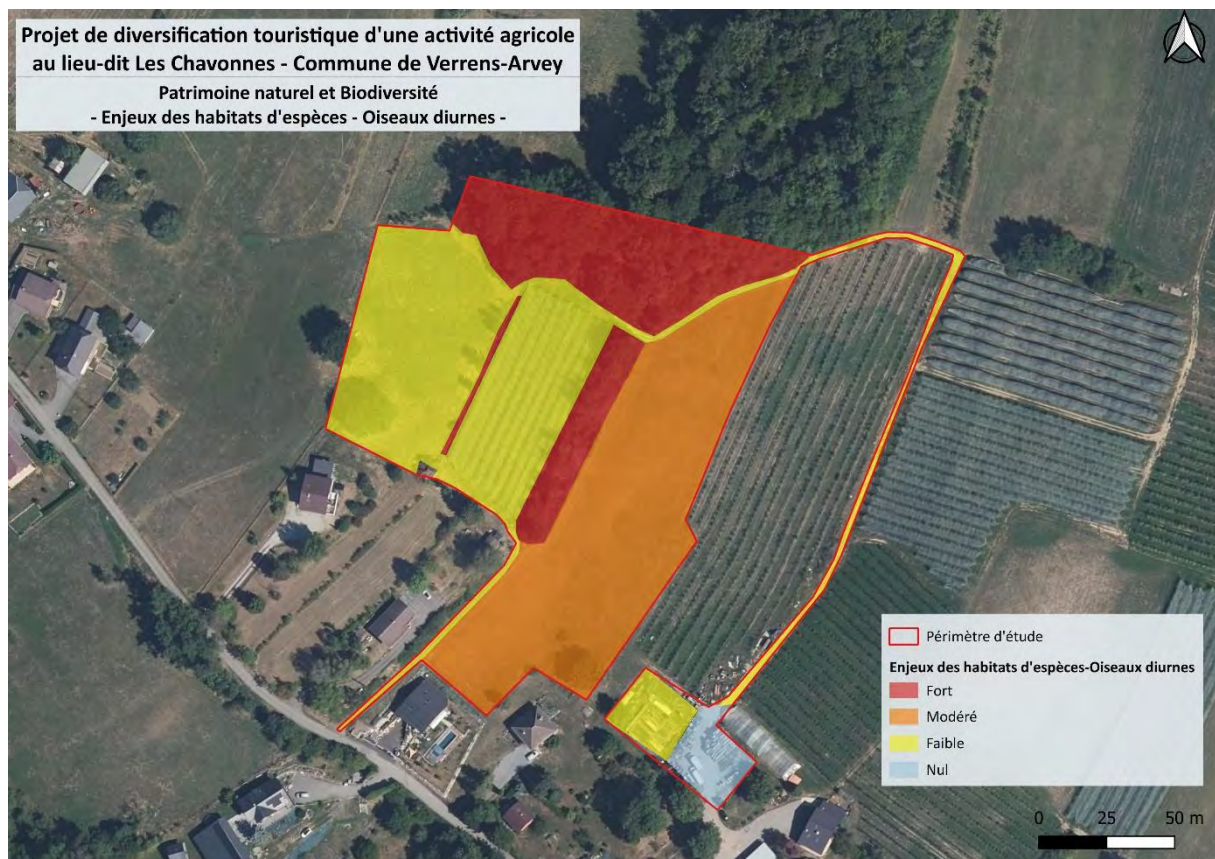 Projet de diversification touristique d'une activité agricole
au lieu-dit Les Chavonnes - Commune de Verrens-Arvey
Patrimoine naturel et Biodiversité
- Enjeux des habitats d'espèces - Oiseaux diurnes -
Périmètre d'étude
Enjeux des habitats d'espèces-Oiseaux diurnes
Fort
Modéré
Faible
Nul
0 25 50 m